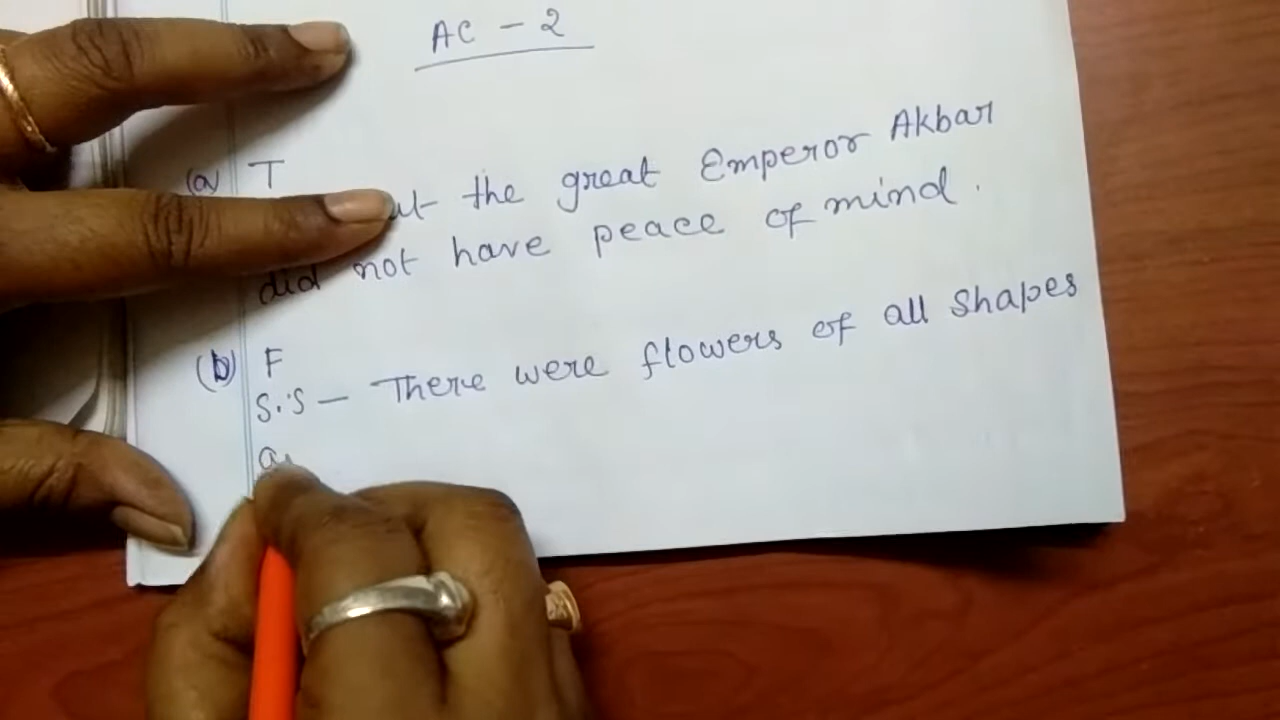 AC - 2
(a) T
the great Emperor Akbar
did not have peace of mind.
(b) F
S.S - There were flowers of all shapes